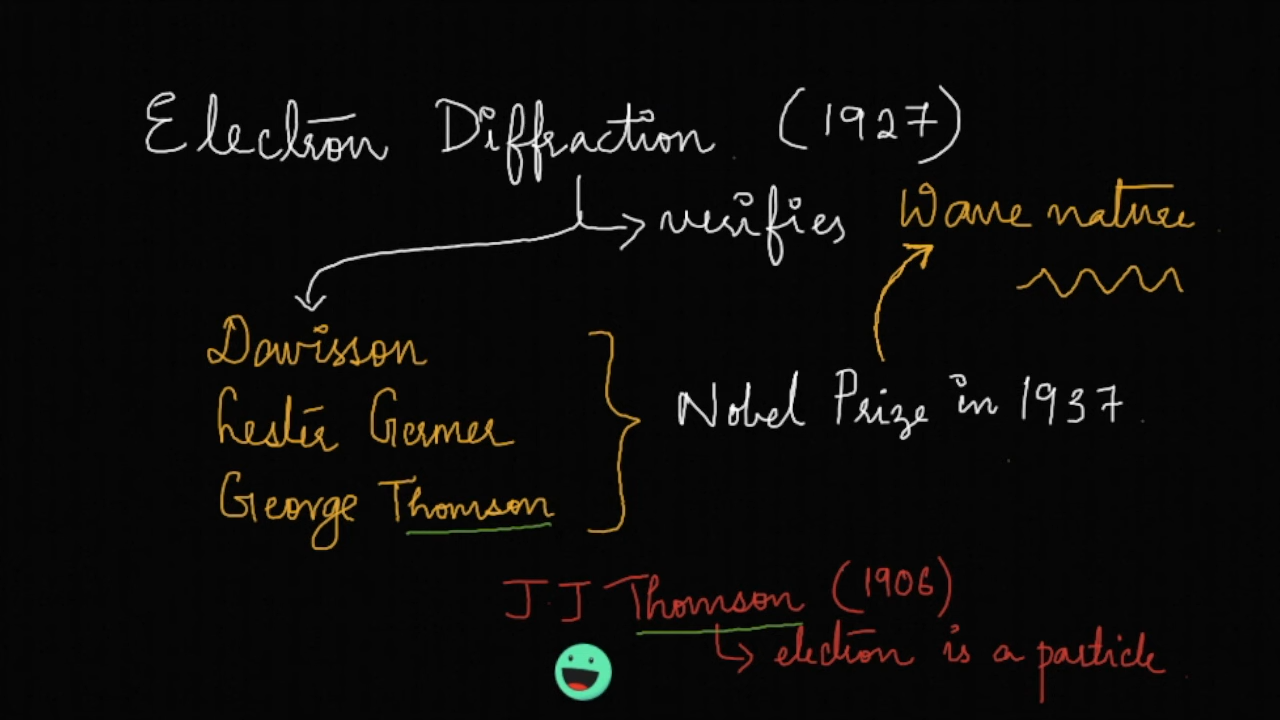 Electron Diffraction (1927)
verifies Wave nature
Davisson
Lester Germer
George Thomson
Nobel Prize in 1937
J J Thomson (1906)
electron is a particle